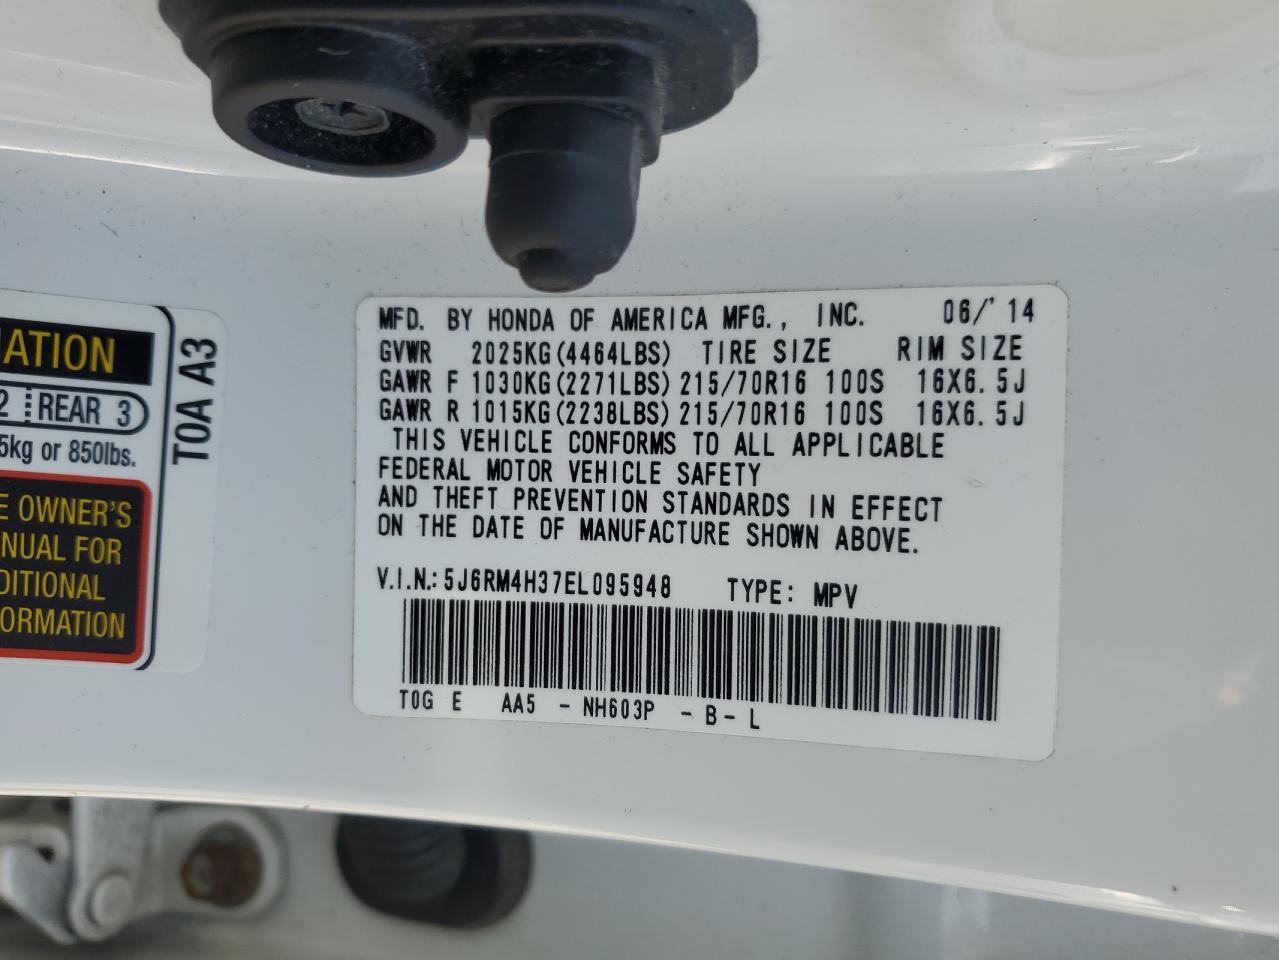 ATION
2 REAR 3
5kg or 850lbs.
E OWNER'S
NUAL FOR
DITIONAL
FORMATION
T0A A3
MFD. BY HONDA OF AMERICA MFG., INC. 06/'14
GVWR 2025KG(4464LBS) TIRE SIZE RIM SIZE
GAWR F 1030KG(2271LBS) 215/70R16 100S 16X6.5J
GAWR R 1015KG(2238LBS) 215/70R16 100S 16X6.5J
THIS VEHICLE CONFORMS TO ALL APPLICABLE
FEDERAL MOTOR VEHICLE SAFETY
AND THEFT PREVENTION STANDARDS IN EFFECT
ON THE DATE OF MANUFACTURE SHOWN ABOVE.
V.I.N.: 5J6RM4H37EL095948 TYPE: MPV
T0G E AA5 - NH603P - B - L